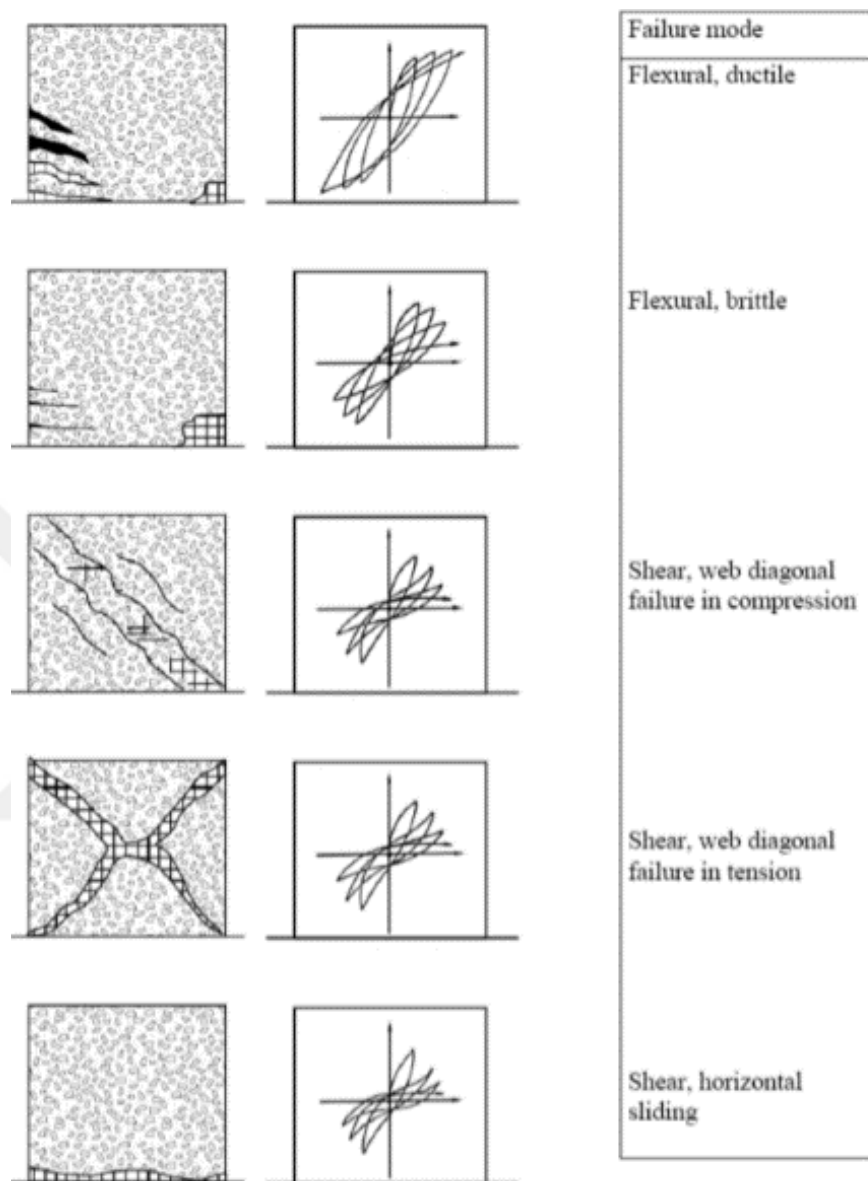 Failure mode
Flexural, ductile
Flexural, brittle
Shear, web diagonal
failure in compression
Shear, web diagonal
failure in tension
Shear, horizontal
sliding